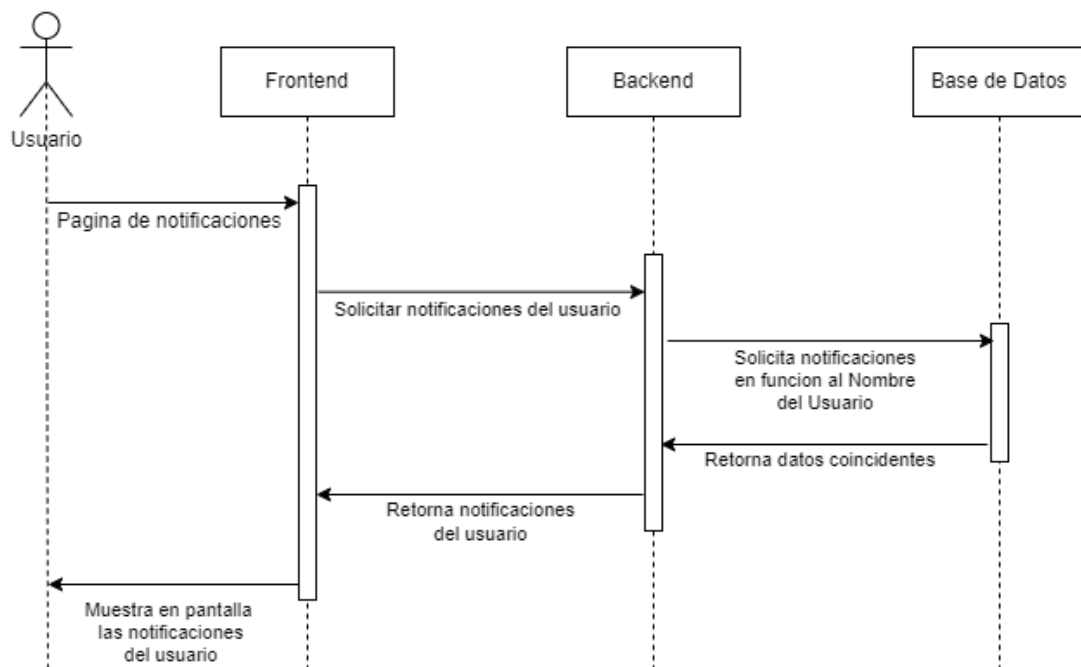 Frontend
Backend
Base de Datos
Usuario
Pagina de notificaciones
Solicitar notificaciones del usuario
Solicita notificaciones
en funcion al Nombre
del Usuario
Retorna datos coincidentes
Retorna notificaciones
del usuario
Muestra en pantalla
las notificaciones
del usuario